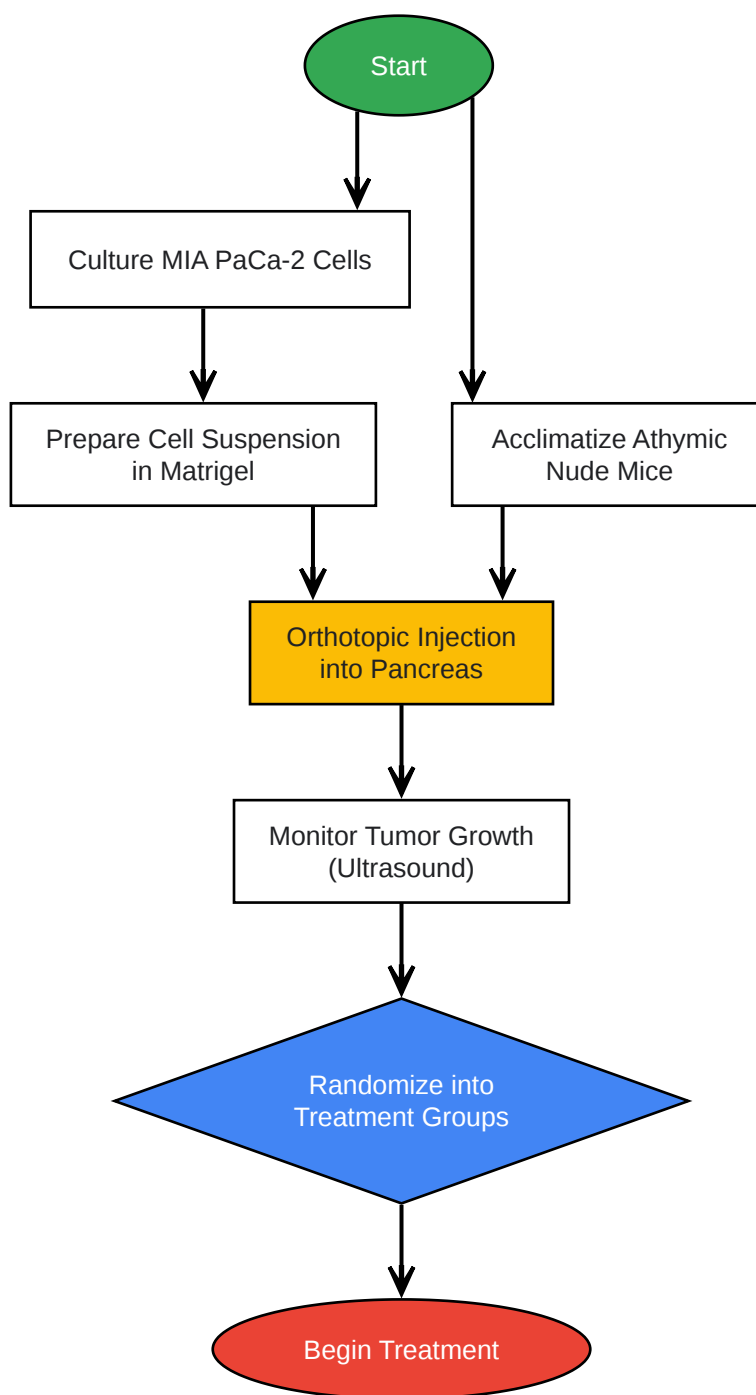 Start
Culture MIA PaCa-2 Cells
Prepare Cell Suspension
in Matrigel
Acclimatize Athymic
Nude Mice
Orthotopic Injection
into Pancreas
Monitor Tumor Growth
(Ultrasound)
Randomize into
Treatment Groups
Begin Treatment